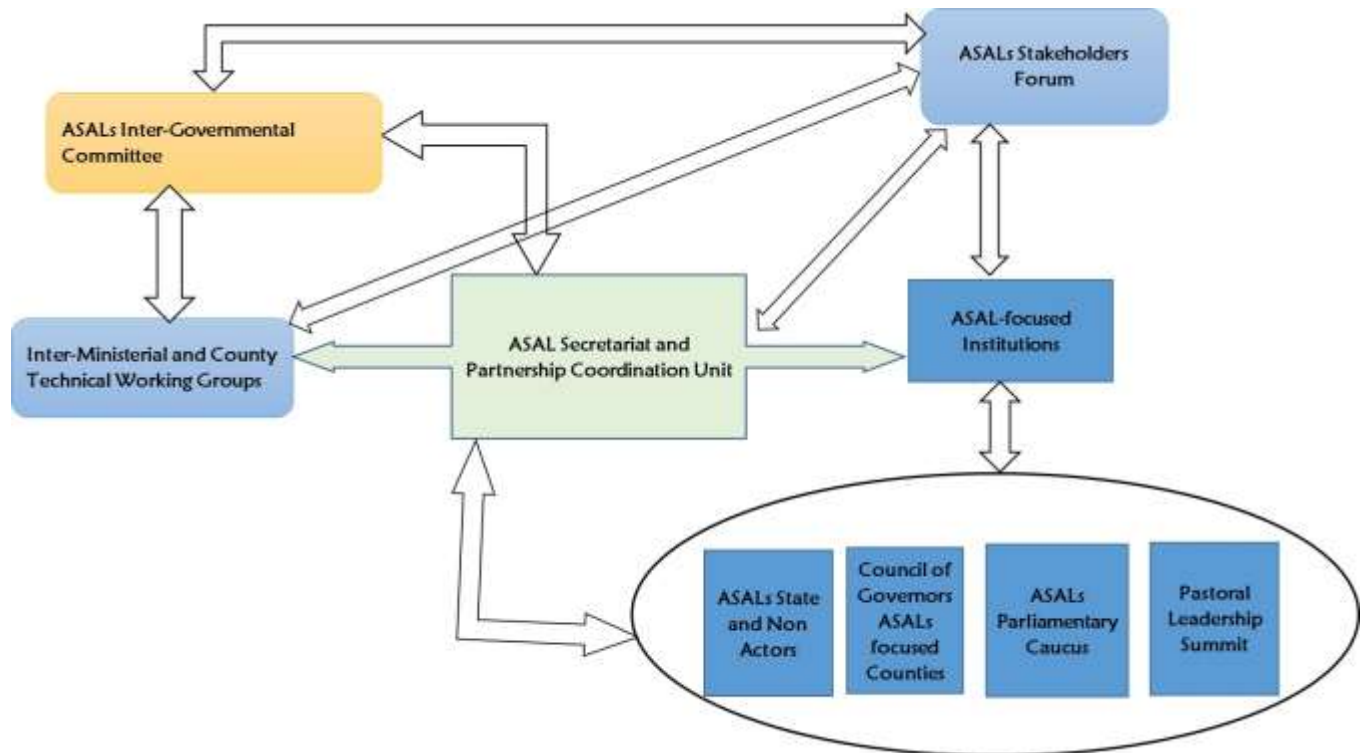 ASALs Stakeholders
Forum
ASALs Inter-Governmental
Committee
Inter-Ministerial and County
Technical Working Groups
ASAL Secretariat and
Partnership Coordination Unit
ASAL-focused
Institutions
ASALs State
and Non
Actors
Council of
Governors
ASALs
focused
Counties
ASALs
Parliamentary
Caucus
Pastoral
Leadership
Summit